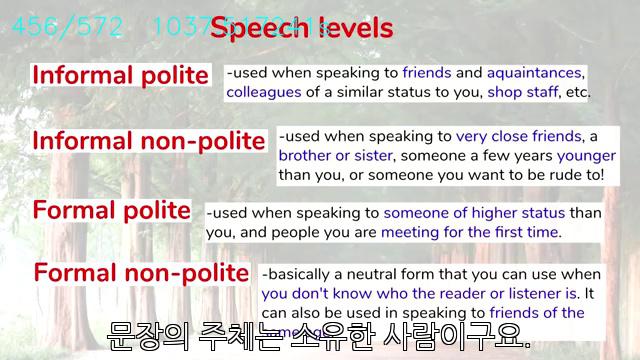 456/572
Speech levels
Informal polite
-used when speaking to friends and aquaintances,
colleagues of a similar status to you, shop staff, etc.
Informal non-polite
-used when speaking to very close friends, a
brother or sister, someone a few years younger
than you, or someone you want to be rude to!
Formal polite
-used when speaking to someone of higher status than
you, and people you are meeting for the first time.
Formal non-polite
-basically a neutral form that you can use when
you don't know who the reader or listener is. It
can also be used in speaking to friends of the
문장의 주체는 소유한 사람이구요.